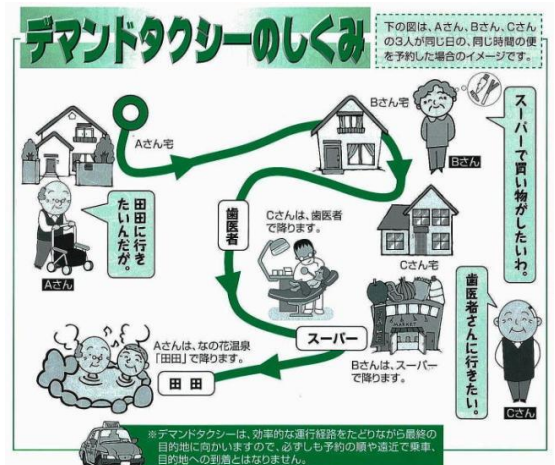 デマンドタクシーのしくみ
下の図は、Aさん、Bさん、Cさん
の3人が同じ日の、同じ時間の便
を予約した場合のイメージです。
Aさん宅
Bさん宅
Bさん
スーパーで買い物がしたいわ。
田田に行き
たいんだが。
Aさん
歯医者
Cさんは、歯医者
で降ります。
Cさん宅
歯医者さんに行きたい。
Cさん
スーパー
MARKET
Bさんは、スーパー
で降ります。
Aさんは、なの花温泉
「田田」で降ります。
田田
※デマンドタクシーは、効率的な運行経路をたどりながら最終の
目的地に向かいますので、必ずしも予約の順や遠近で乗車、
目的地への到着とはなりません。